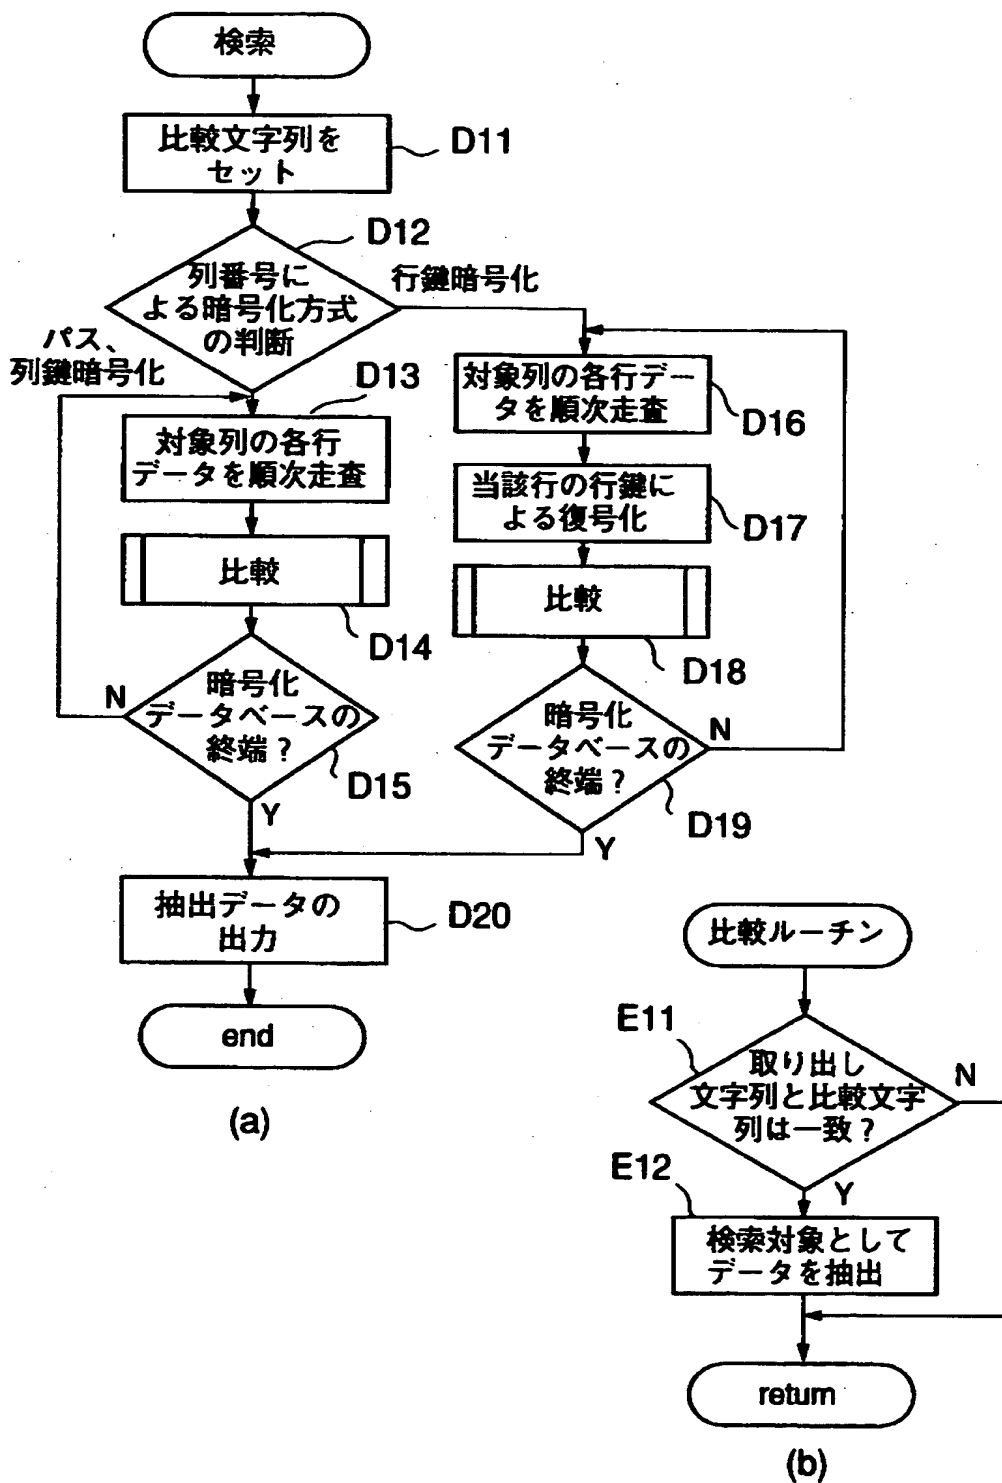 検索
比較文字列を
セット
D11
D12
列番号に
よる暗号化方式
の判断
行鍵暗号化
パス、
列鍵暗号化
D13
対象列の各行
データを順次走査
比較
D14
暗号化
データベースの
終端?
N
D15
Y
対象列の各行デー
タを順次走査
D16
当該行の行鍵に
よる復号化
D17
比較
D18
暗号化
データベースの
終端?
N
D19
Y
抽出データの
出力
D20
end
(a)
比較ルーチン
E11
取り出し
文字列と比較文字
列は一致?
N
Y
E12
検索対象として
データを抽出
return
(b)